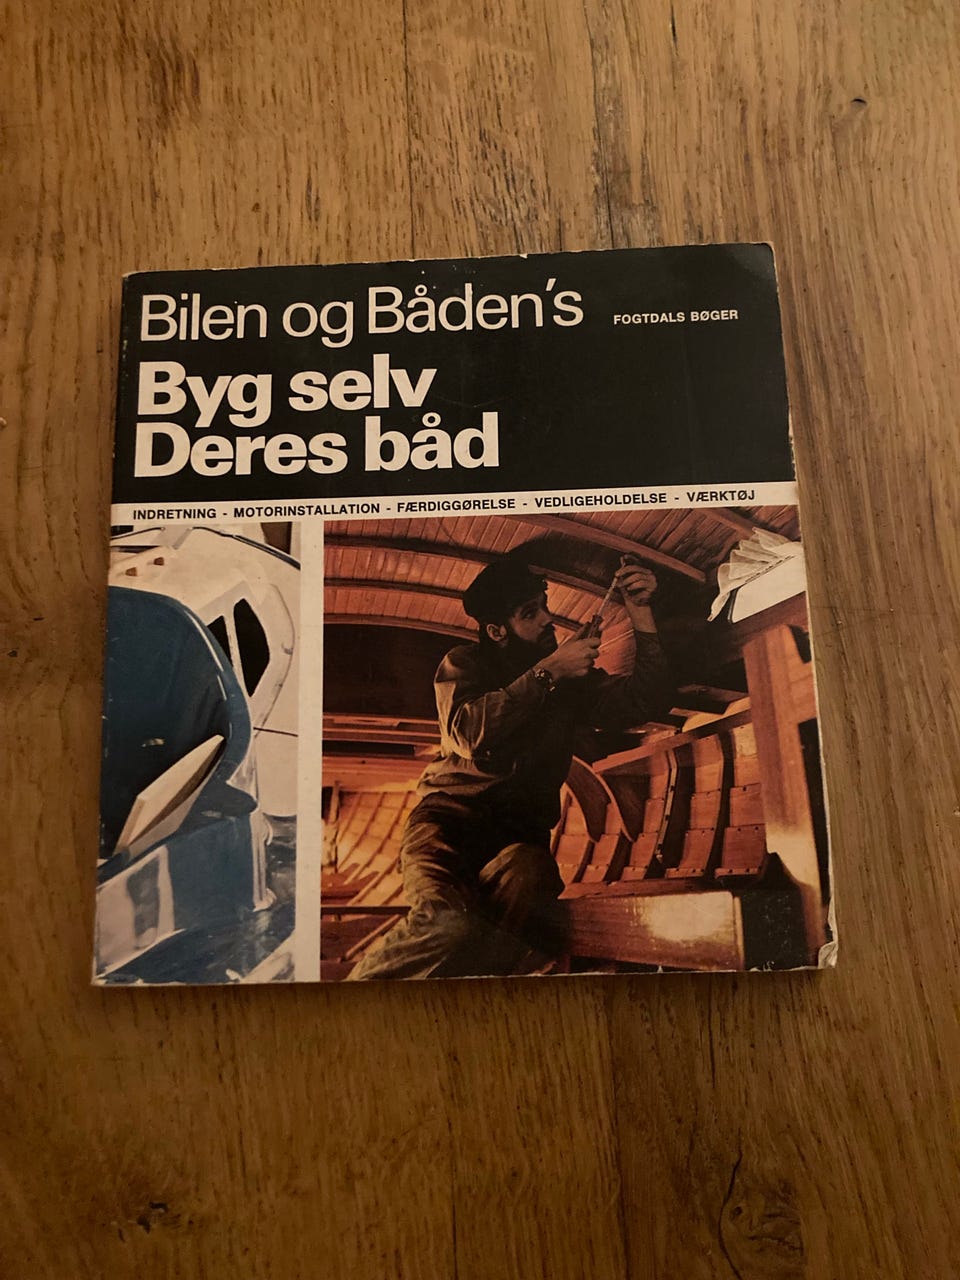 Bilen og Båden's
FOGTDALS BØGER
Byg selv
Deres båd
INDRETNING - MOTORINSTALLATION - FÆRDIGGØRELSE - VEDLIGEHOLDELSE - VÆRKTØJ